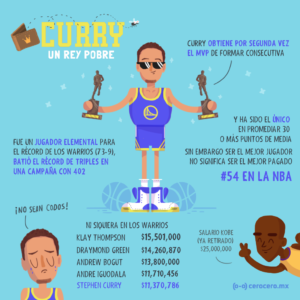 CURRY
UN REY POBRE
CURRY OBTIENE POR SEGUNDA VEZ
EL MVP DE FORMAR CONSECUTIVA
FUE UN JUGADOR ELEMENTAL PARA
EL RÉCORD DE LOS WARRIOS (73-9),
BATIÓ EL RÉCORD DE TRIPLES EN
UNA CAMPAÑA CON 402
Y HA SIDO EL ÚNICO
EN PROMEDIAR 30
O MÁS PUNTOS DE MEDIA
SIN EMBARGO SER EL MEJOR JUGADOR
NO SIGNIFICA SER EL MEJOR PAGADO
#54 EN LA NBA
¡NO SEAN CODOS!
NI SIQUIERA EN LOS WARRIOS
KLAY THOMPSON $15,501,000
DRAYMOND GREEN $14,260,870
ANDREW BOGUT $13,800,000
ANDRE IGUODALA $11,710,456
STEPHEN CURRY $11,370,786
SALARIO KOBE
(YA RETIRADO)
$25,000,000
cerocero.mx